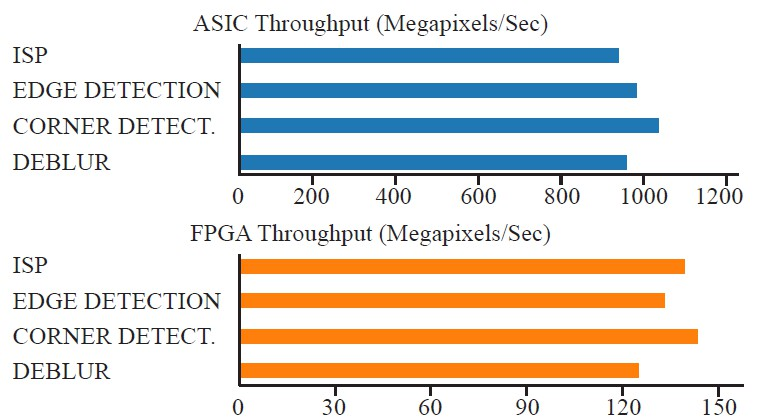 ASIC Throughput (Megapixels/Sec)
ISP
EDGE DETECTION
CORNER DETECT.
DEBLUR
0 200 400 600 800 1000 1200
FPGA Throughput (Megapixels/Sec)
ISP
EDGE DETECTION
CORNER DETECT.
DEBLUR
0 30 60 90 120 150